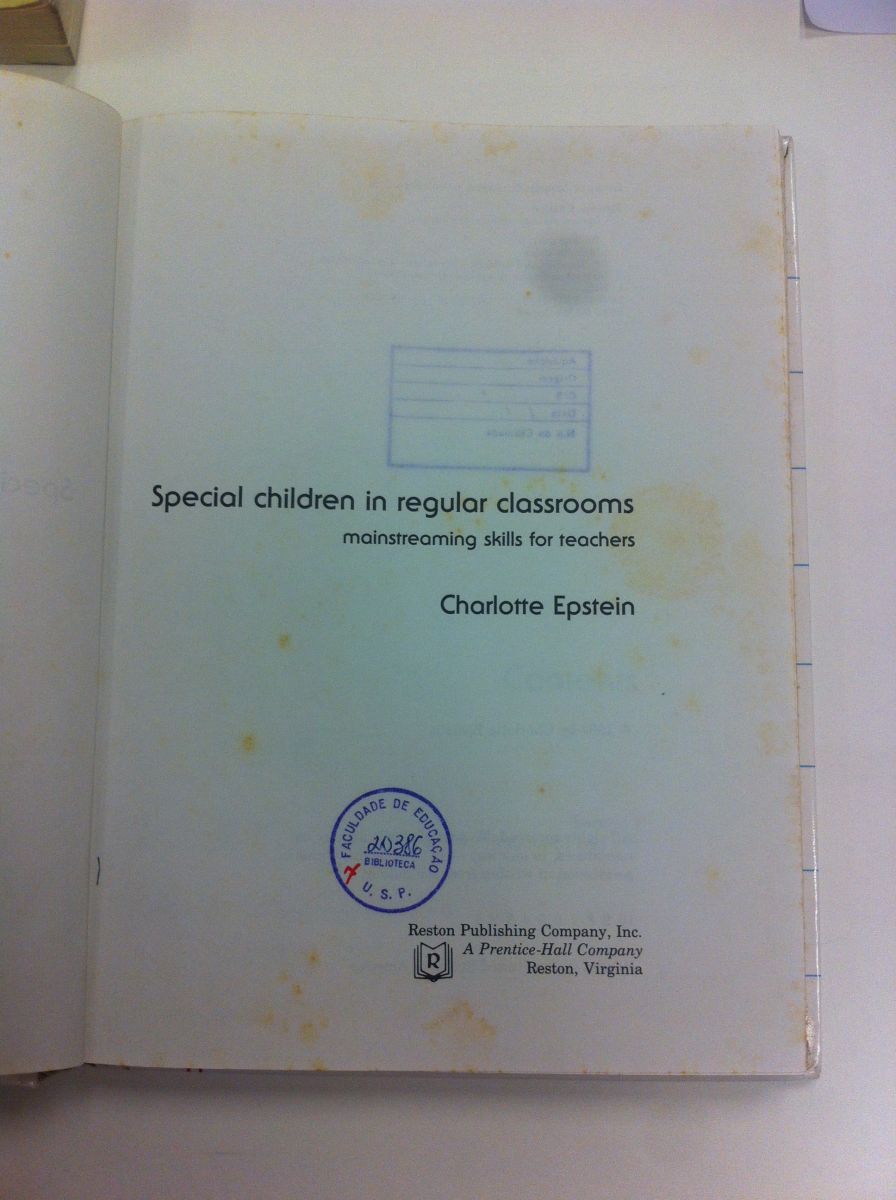 Special children in regular classrooms
mainstreaming skills for teachers
Charlotte Epstein
FACULDADE DE EDUCAÇÃO
20386
BIBLIOTECA
U. S. P.
Reston Publishing Company, Inc.
A Prentice-Hall Company
R
Reston, Virginia